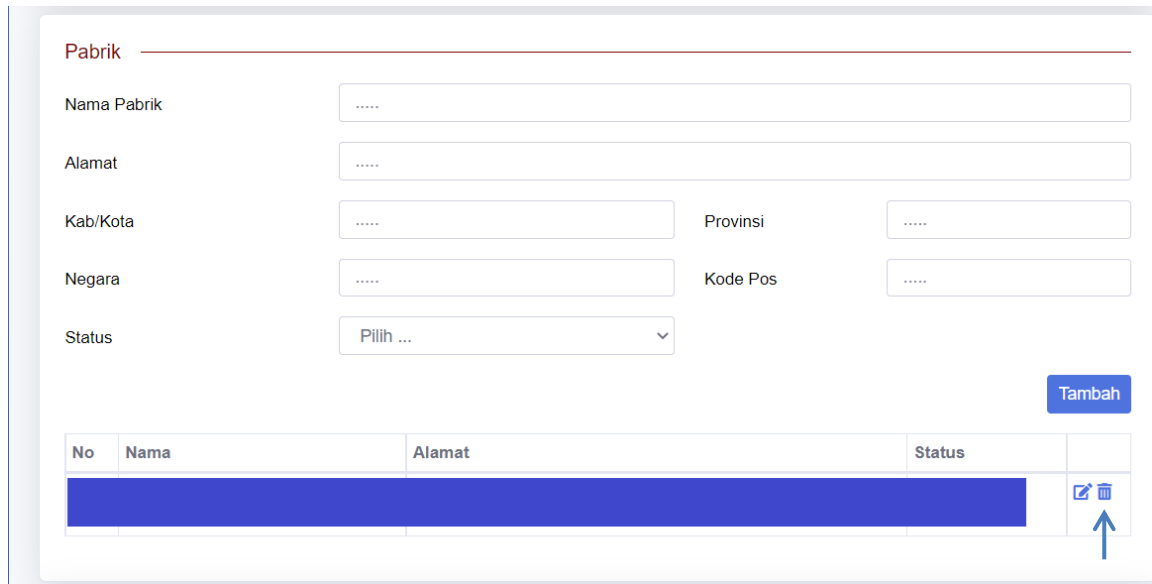 Pabrik
Nama Pabrik .....
Alamat .....
Kab/Kota ..... Provinsi .....
Negara ..... Kode Pos .....
Status Pilih ...
Tambah
No Nama Alamat Status